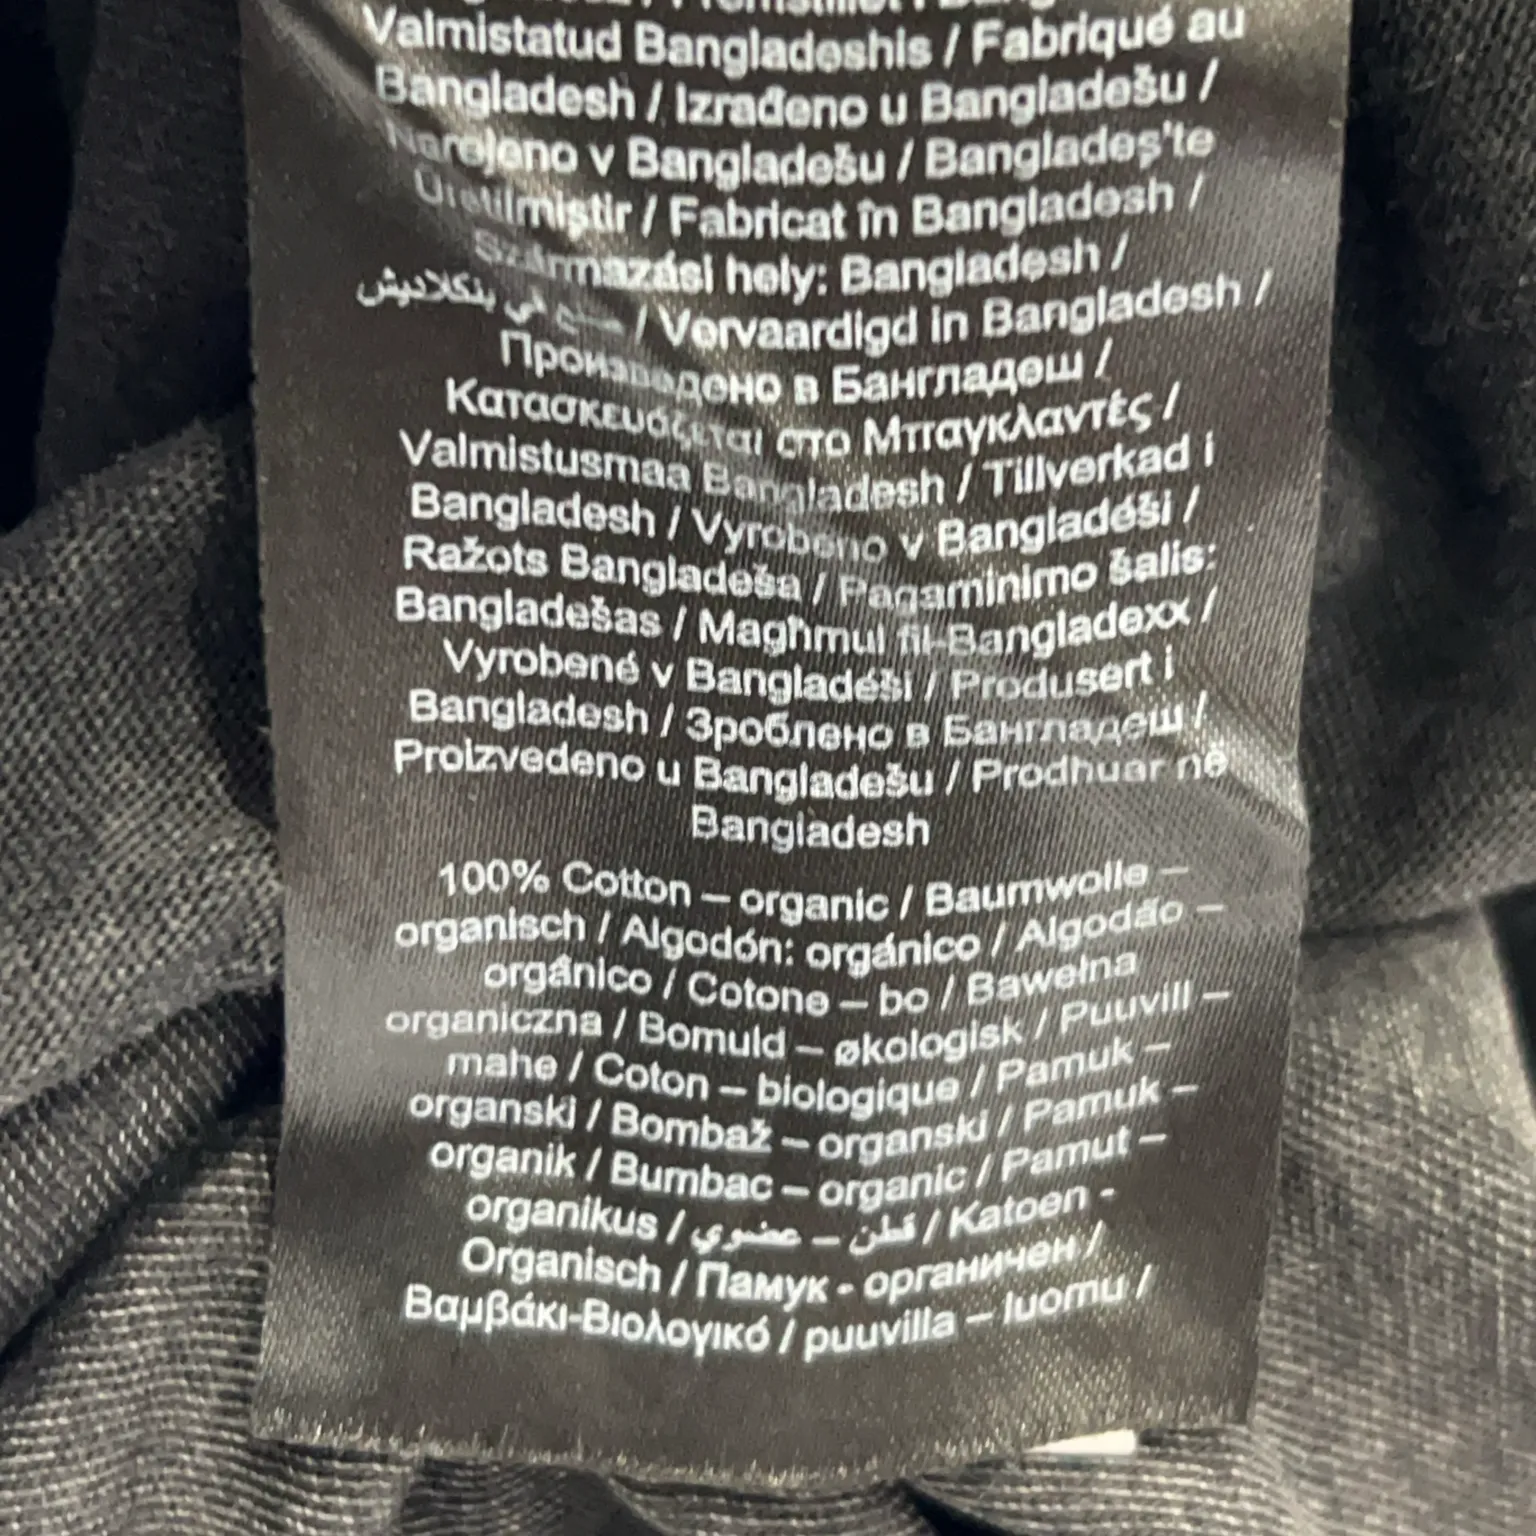 Valmistatud Bangladeshis / Fabriqué au
Bangladesh / Izrađeno u Bangladešu /
Narejeno v Bangladešu / Bangladeş'te
Üretilmiştir / Fabricat în Bangladesh /
Származási hely: Bangladesh /
صنع في بنكلاديش / Vervaardigd in Bangladesh /
Произведено в Бангладеш /
Κατασκευάζεται στο Μπαγκλαντές /
Valmistusmaa Bangladesh / Tillverkad i
Bangladesh / Vyrobeno v Bangladéši /
Ražots Bangladeša / Pagaminimo šalis:
Bangladešas / Magħmul fil-Bangladexx /
Vyrobené v Bangladéši / Produsert i
Bangladesh / Зроблено в Бангладеш /
Proizvedeno u Bangladešu / Prodhuar në
Bangladesh
100% Cotton – organic / Baumwolle –
organisch / Algodón: orgánico / Algodão –
orgânico / Cotone – bo / Bawełna
organiczna / Bomuld – økologisk / Puuvill –
mahe / Coton – biologique / Pamuk –
organski / Bombaž – organski / Pamuk –
organik / Bumbac – organic / Pamut –
organikus / قطن – عضوي / Katoen -
Organisch / Памук - органичен /
Βαμβάκι-Βιολογικό / puuvilla – luomu /